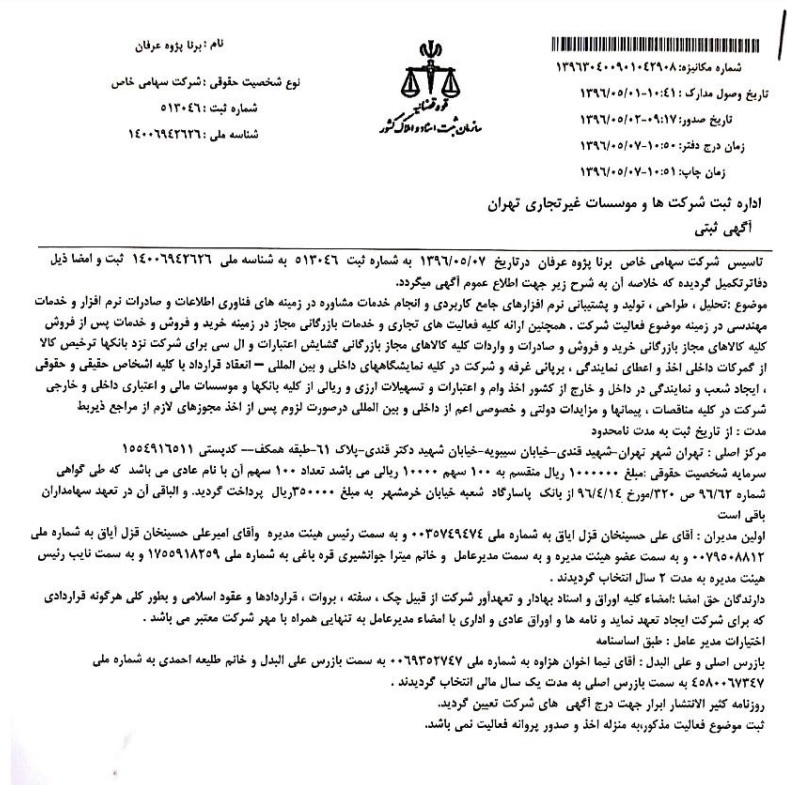 شماره مکانیزه: ۱۳۹۶۳۰۴۰۰۹۰۱۰۴۲۹۰۸
تاریخ وصول مدارک: ۱۰:۴۱-۱۳۹۶/۰۵/۰۱
تاریخ صدور: ۰۹:۱۷-۱۳۹۶/۰۵/۰۲
زمان درج دفتر: ۱۰:۵۰-۱۳۹۶/۰۵/۰۷
زمان چاپ: ۱۰:۵۱-۱۳۹۶/۰۵/۰۷
قوه قضائیه
سازمان ثبت اسناد و املاک کشور
نام : برنا پژوه عرفان
نوع شخصیت حقوقی : شرکت سهامی خاص
شماره ثبت : ۵۱۳۰۴۶
شناسه ملی : ۱۴۰۰۶۹۴۲۶۲۶
اداره ثبت شرکت ها و موسسات غیرتجاری تهران
آگهی ثبتی
تاسیس شرکت سهامی خاص برنا پژوه عرفان درتاریخ ۱۳۹۶/۰۵/۰۷ به شماره ثبت ۵۱۳۰۴۶ به شناسه ملی ۱۴۰۰۶۹۴۲۶۲۶ ثبت و امضا ذیل
دفاترتکمیل گردیده که خلاصه آن به شرح زیر جهت اطلاع عموم آگهی میگردد.
موضوع :تحلیل ، طراحی ، تولید و پشتیبانی نرم افزارهای جامع کاربردی و انجام خدمات مشاوره در زمینه های فناوری اطلاعات و صادرات نرم افزار و خدمات
مهندسی در زمینه موضوع فعالیت شرکت . همچنین ارائه کلیه فعالیت های تجاری و خدمات بازرگانی مجاز در زمینه خرید و فروش و خدمات پس از فروش
کلیه کالاهای مجاز بازرگانی خرید و فروش و صادرات و واردات کلیه کالاهای مجاز بازرگانی گشایش اعتبارات و ال سی برای شرکت نزد بانکها ترخیص کالا
از گمرکات داخلی اخذ و اعطای نمایندگی ، برپائی غرفه و شرکت در کلیه نمایشگاههای داخلی و بین المللی – انعقاد قرارداد با کلیه اشخاص حقیقی و حقوقی
، ایجاد شعب و نمایندگی در داخل و خارج از کشور اخذ وام و اعتبارات و تسهیلات ارزی و ریالی از کلیه بانکها و موسسات مالی و اعتباری داخلی و خارجی
شرکت در کلیه مناقصات ، پیمانها و مزایدات دولتی و خصوصی اعم از داخلی و بین المللی درصورت لزوم پس از اخذ مجوزهای لازم از مراجع ذیربط
مدت : از تاریخ ثبت به مدت نامحدود
مرکز اصلی : تهران شهر تهران-شهید قندی-خیابان سیبویه-خیابان شهید دکتر قندی-پلاک ۶۱-طبقه همکف-- کدپستی ۱۵۵۴۹۱۶۵۱۱
سرمایه شخصیت حقوقی :مبلغ ۱۰۰۰۰۰۰ ریال منقسم به ۱۰۰ سهم ۱۰۰۰۰ ریالی می باشد تعداد ۱۰۰ سهم آن با نام عادی می باشد که طی گواهی
شماره ۹۶/۶۲ ص ۳۲۰/مورخ ۹۶/۴/۱۴ از بانک پاسارگاد شعبه خیابان خرمشهر به مبلغ ۳۵۰۰۰۰ریال پرداخت گردید. و الباقی آن در تعهد سهامداران
باقی است
اولین مدیران : آقای علی حسینخان قزل ایاق به شماره ملی ۰۰۳۵۷۴۹۴۷۴ و به سمت رئیس هیئت مدیره وآقای امیرعلی حسینخان قزل آیاق به شماره ملی
۰۰۷۹۵۰۸۸۱۲ و به سمت عضو هیئت مدیره و به سمت مدیرعامل و خانم میترا جوانشیری قره باغی به شماره ملی ۱۷۵۵۹۱۸۲۵۹ و به سمت نایب رئیس
هیئت مدیره به مدت ۲ سال انتخاب گردیدند .
دارندگان حق امضا :امضاء کلیه اوراق و اسناد بهادار و تعهدآور شرکت از قبیل چک ، سفته ، بروات ، قراردادها و عقود اسلامی و بطور کلی هرگونه قراردادی
که برای شرکت ایجاد تعهد نماید و نامه ها و اوراق عادی و اداری با امضاء مدیرعامل به تنهایی همراه با مهر شرکت معتبر می باشد .
اختیارات مدیر عامل : طبق اساسنامه
بازرس اصلی و علی البدل : آقای نیما اخوان هزاوه به شماره ملی ۰۰۶۹۳۵۲۷۴۷ به سمت بازرس علی البدل و خانم طلیعه احمدی به شماره ملی
۴۵۸۰۰۶۷۳۴۷ به سمت بازرس اصلی به مدت یک سال مالی انتخاب گردیدند .
روزنامه کثیر الانتشار ابرار جهت درج آگهی های شرکت تعیین گردید.
ثبت موضوع فعالیت مذکور،به منزله اخذ و صدور پروانه فعالیت نمی باشد.